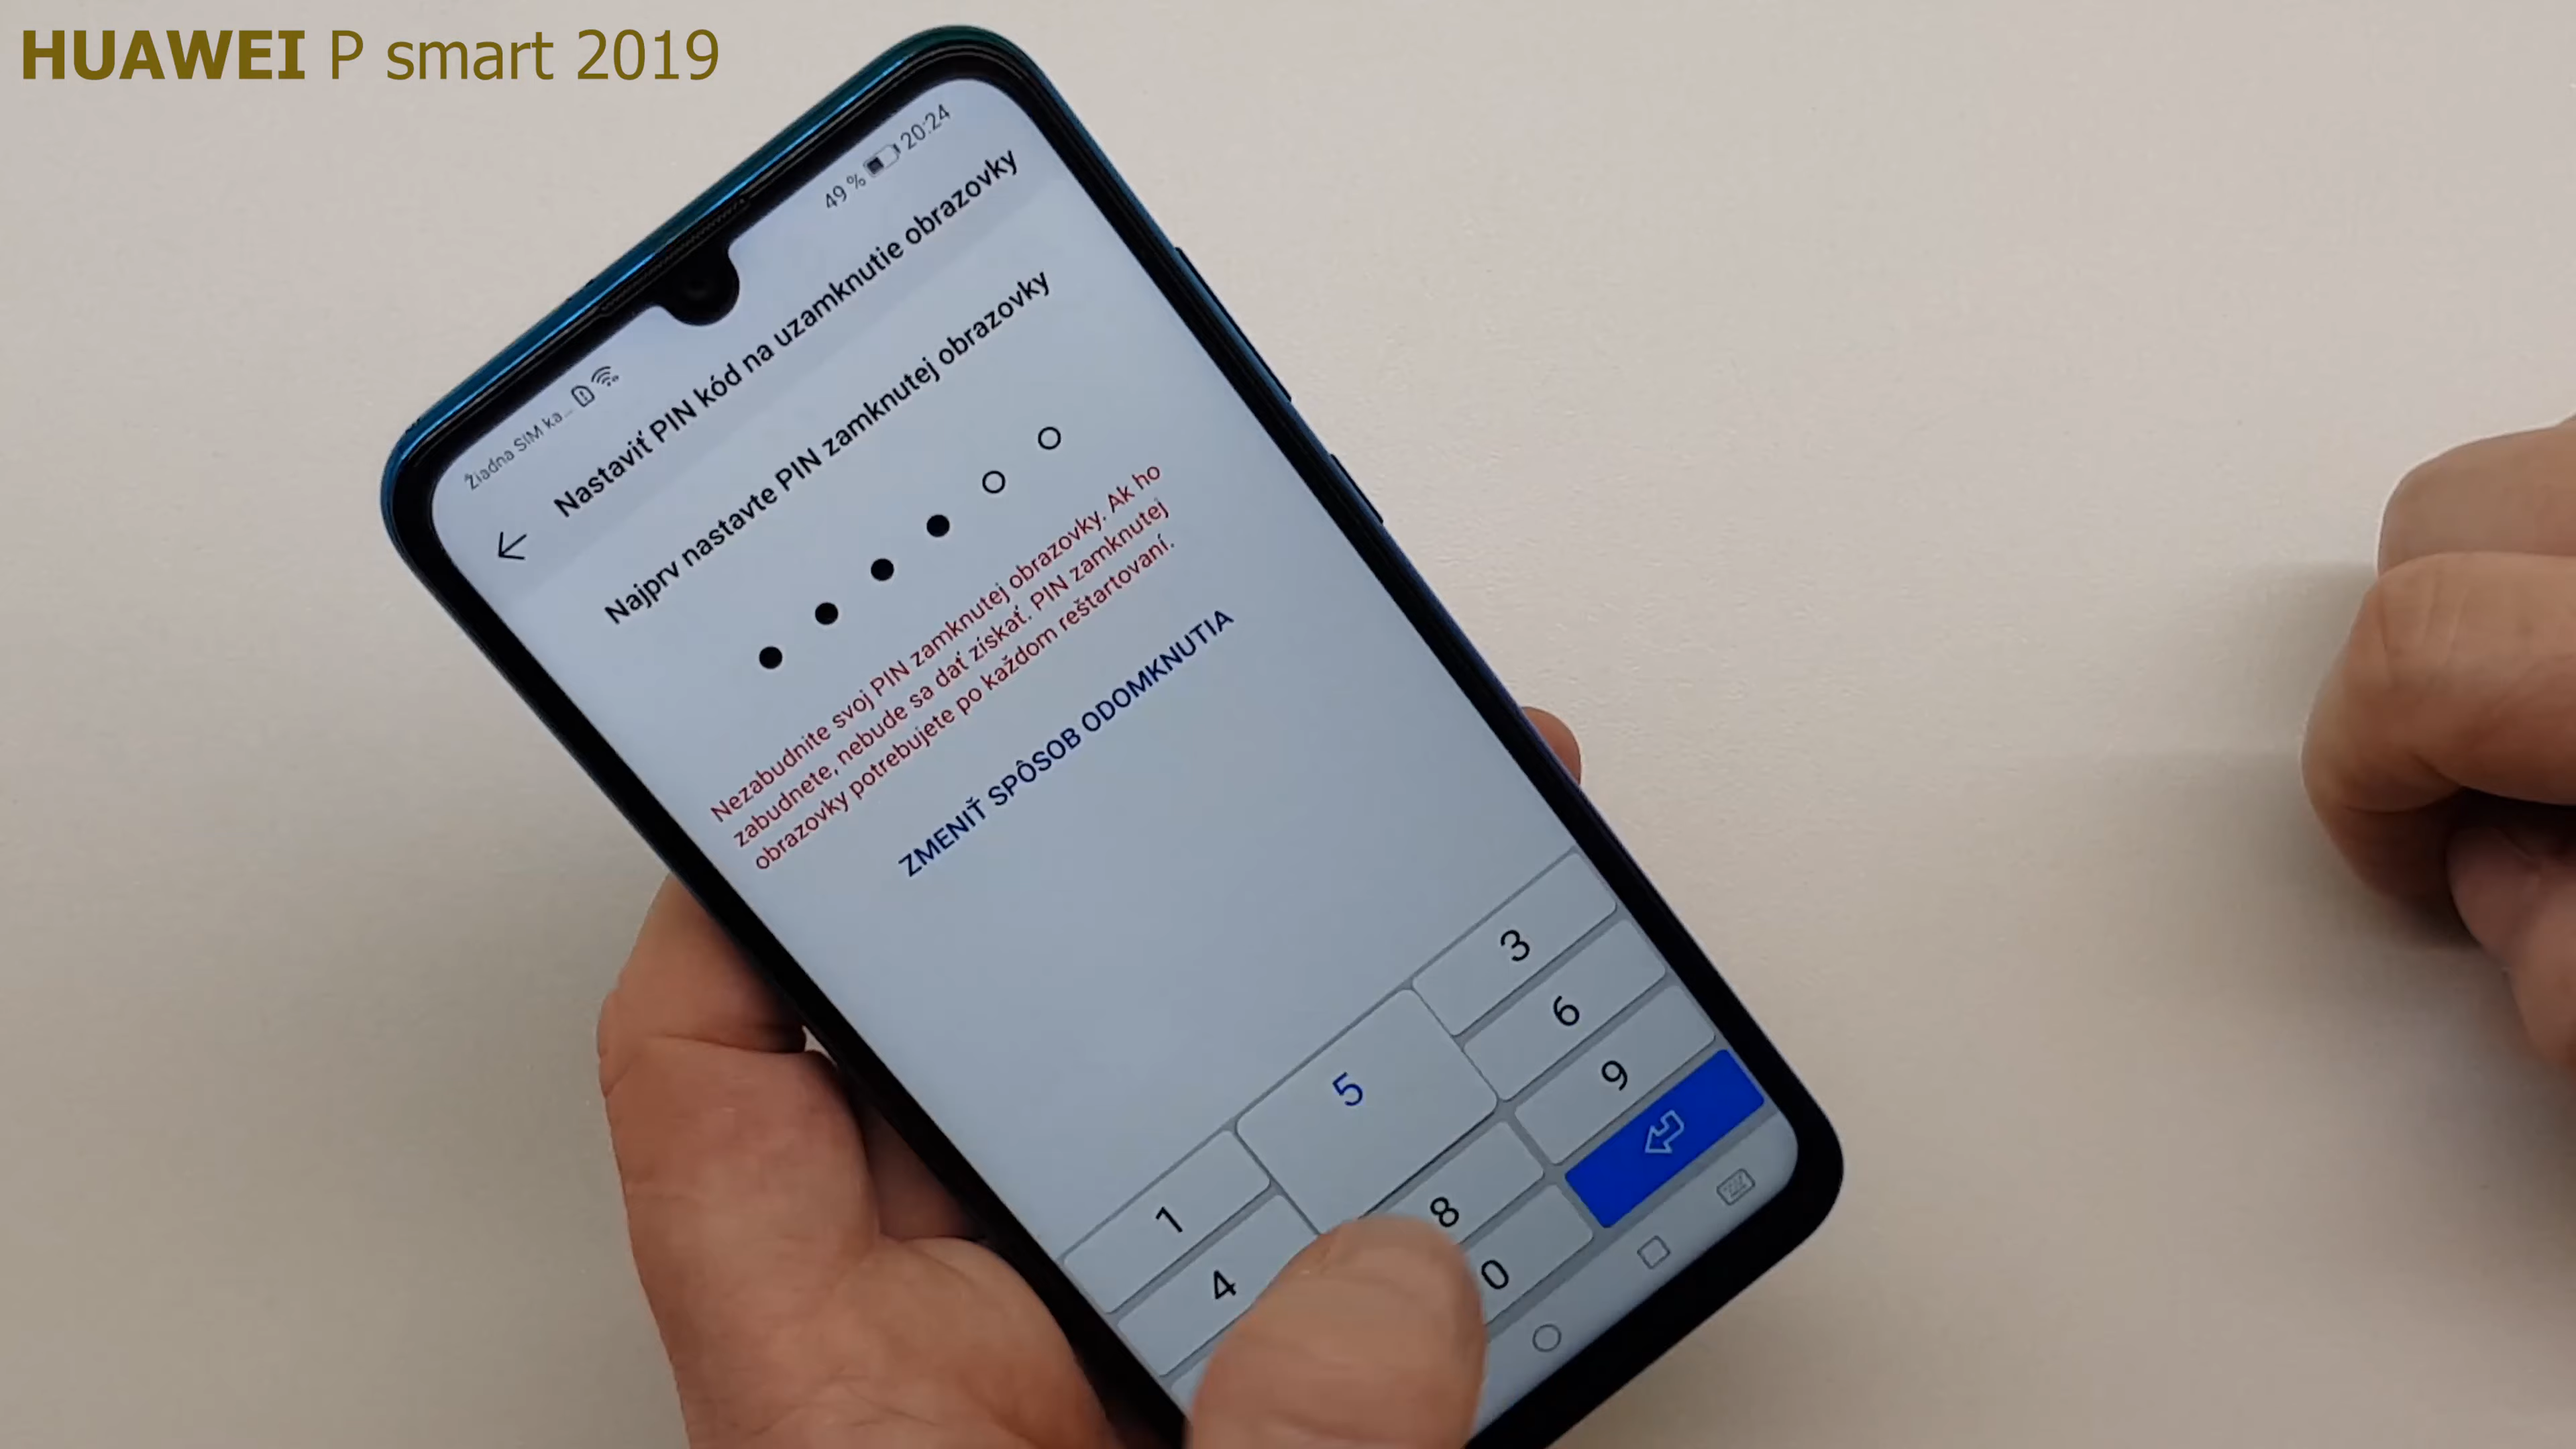 HUAWEI P smart 2019
Žiadna SIM ka...
49 % 20:24
Nastaviť PIN kód na uzamknutie obrazovky
Najprv nastavte PIN zamknutej obrazovky
Nezabudnite svoj PIN zamknutej obrazovky. Ak ho
zabudnete, nebude sa dať získať. PIN zamknutej
obrazovky potrebujete po každom reštartovaní.
ZMENIŤ SPÔSOB ODOMKNUTIA
1 5 3
4 6
8 9
0